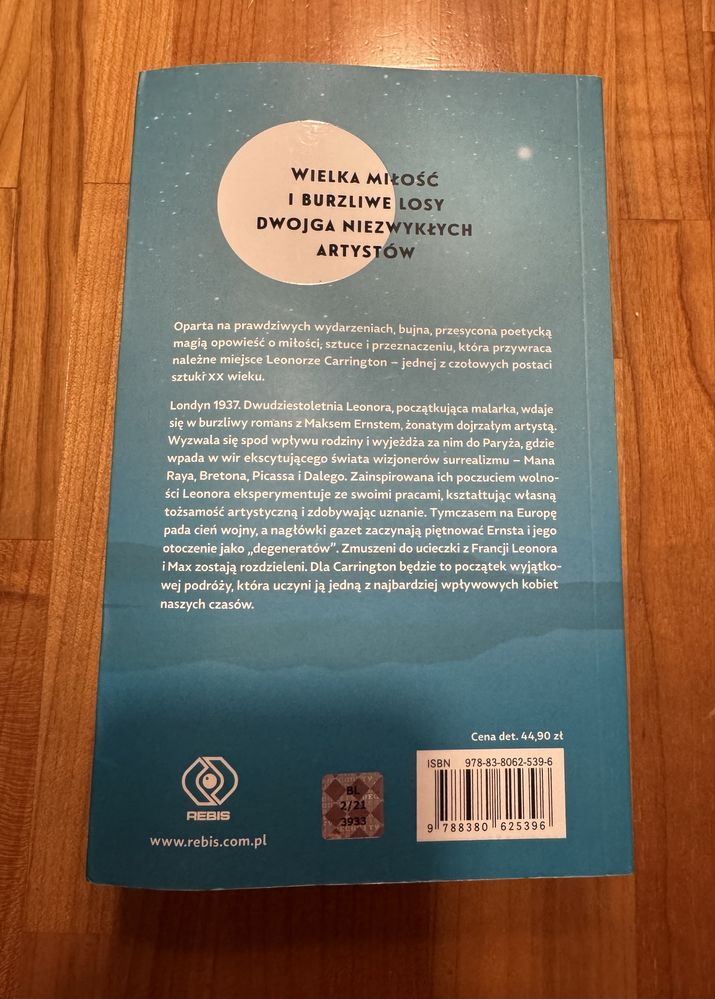 WIELKA MIŁOŚĆ
I BURZLIWE LOSY
DWOJGA NIEZWYKŁYCH
ARTYSTÓW
Oparta na prawdziwych wydarzeniach, bujna, przesycona poetycką
magią opowieść o miłości, sztuce i przeznaczeniu, która przywraca
należne miejsce Leonorze Carrington – jednej z czołowych postaci
sztuki XX wieku.
Londyn 1937. Dwudziestoletnia Leonora, początkująca malarka, wdaje
się w burzliwy romans z Maksem Ernstem, żonatym dojrzałym artystą.
Wyzwala się spod wpływu rodziny i wyjeżdża za nim do Paryża, gdzie
wpada w wir ekscytującego świata wizjonerów surrealizmu – Mana
Raya, Bretona, Picassa i Dalego. Zainspirowana ich poczuciem wolno-
ści Leonora eksperymentuje ze swoimi pracami, kształtując własną
tożsamość artystyczną i zdobywając uznanie. Tymczasem na Europę
pada cień wojny, a nagłówki gazet zaczynają piętnować Ernsta i jego
otoczenie jako „degeneratów”. Zmuszeni do ucieczki z Francji Leonora
i Max zostają rozdzieleni. Dla Carrington będzie to początek wyjątko-
wej podróży, która uczyni ją jedną z najbardziej wpływowych kobiet
naszych czasów.
Cena det. 44,90 zł
ISBN 978-83-8062-539-6
9 788380 625396
BL
2/21
3933
REBIS
www.rebis.com.pl